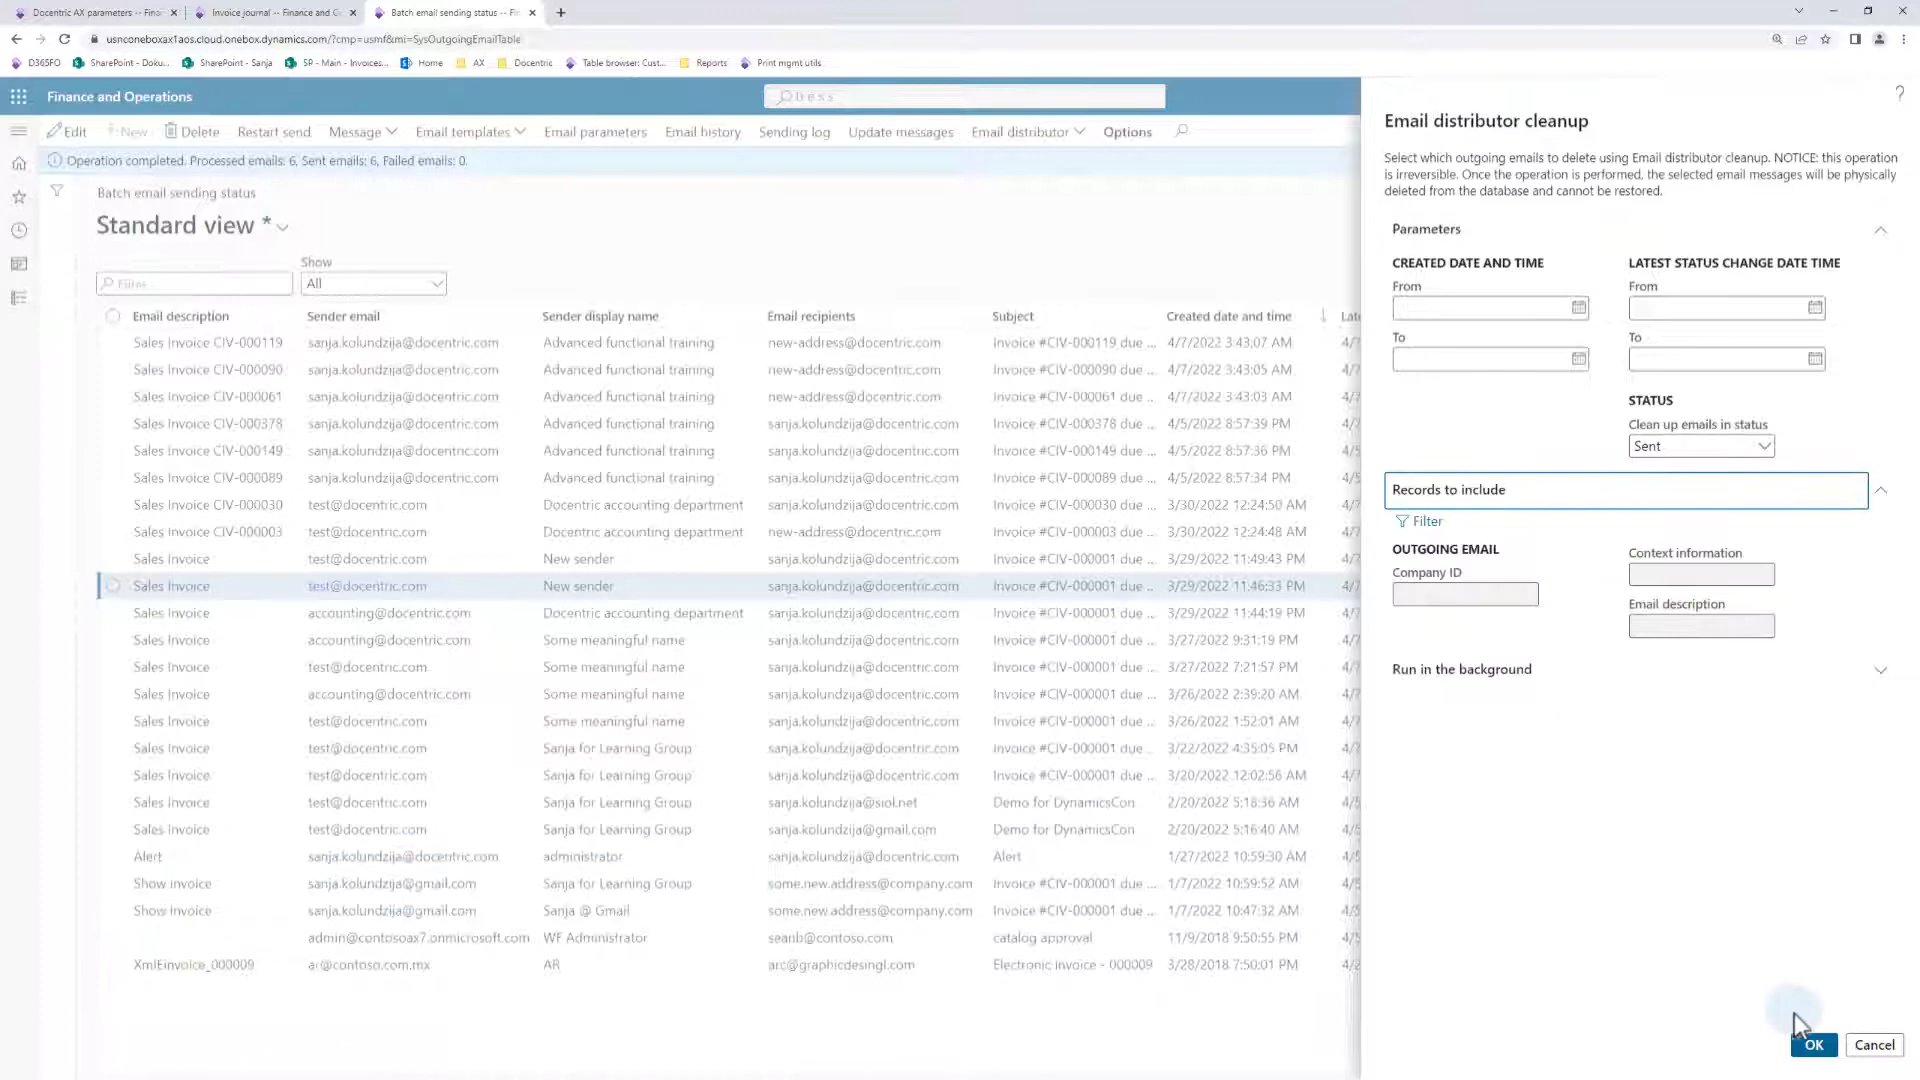 Docentric AX parameters -- Fina
Invoice journal -- Finance and O
Batch email sending status -- Fi
usnconeboxax1aos.cloud.onebox.dynamics.com/?cmp=usmf&mi=SysOutgoingEmailTable
D365FO SharePoint - Doku... SharePoint - Sanja SP - Main - Invoices... Home AX Docentric Table browser: Cust... Reports Print mgmt utils
Finance and Operations
?
Edit New Delete Restart send Message Email templates Email parameters Email history Sending log Update messages Email distributor Options
Operation completed. Processed emails: 6, Sent emails: 6, Failed emails: 0.
Batch email sending status
Standard view *
Show
Filter All
Email description Sender email Sender display name Email recipients Subject Created date and time Late
Sales Invoice CIV-000119 sanja.kolundzija@docentric.com Advanced functional training new-address@docentric.com Invoice #CIV-000119 due ... 4/7/2022 3:43:07 AM 4/7
Sales Invoice CIV-000090 sanja.kolundzija@docentric.com Advanced functional training new-address@docentric.com Invoice #CIV-000090 due ... 4/7/2022 3:43:05 AM 4/7
Sales Invoice CIV-000061 sanja.kolundzija@docentric.com Advanced functional training new-address@docentric.com Invoice #CIV-000061 due ... 4/7/2022 3:43:03 AM 4/7
Sales Invoice CIV-000378 sanja.kolundzija@docentric.com Advanced functional training sanja.kolundzija@docentric.com Invoice #CIV-000378 due ... 4/5/2022 8:57:39 PM
Sales Invoice CIV-000149 sanja.kolundzija@docentric.com Advanced functional training sanja.kolundzija@docentric.com Invoice #CIV-000149 due ... 4/5/2022 8:57:36 PM
Sales Invoice CIV-000089 sanja.kolundzija@docentric.com Advanced functional training sanja.kolundzija@docentric.com Invoice #CIV-000089 due ... 4/5/2022 8:57:34 PM
Sales Invoice CIV-000030 test@docentric.com Docentric accounting department sanja.kolundzija@docentric.com Invoice #CIV-000030 due ... 3/30/2022 12:24:50 AM
Sales Invoice CIV-000003 test@docentric.com Docentric accounting department new-address@docentric.com Invoice #CIV-000003 due ... 3/30/2022 12:24:48 AM
Sales Invoice test@docentric.com New sender sanja.kolundzija@docentric.com Invoice #CIV-000001 due ... 3/29/2022 11:49:43 PM
Sales Invoice test@docentric.com New sender sanja.kolundzija@docentric.com Invoice #CIV-000001 due ... 3/29/2022 11:46:33 PM
Sales Invoice accounting@docentric.com Docentric accounting department sanja.kolundzija@docentric.com Invoice #CIV-000001 due ... 3/29/2022 11:44:19 PM
Sales Invoice accounting@docentric.com Some meaningful name sanja.kolundzija@docentric.com Invoice #CIV-000001 due ... 3/27/2022 9:31:19 PM
Sales Invoice test@docentric.com Some meaningful name sanja.kolundzija@docentric.com Invoice #CIV-000001 due ... 3/27/2022 7:21:57 PM
Sales Invoice accounting@docentric.com Some meaningful name sanja.kolundzija@docentric.com Invoice #CIV-000001 due ... 3/26/2022 2:39:20 AM
Sales Invoice test@docentric.com Some meaningful name sanja.kolundzija@docentric.com Invoice #CIV-000001 due ... 3/26/2022 1:52:01 AM
Sales Invoice test@docentric.com Sanja for Learning Group sanja.kolundzija@docentric.com Invoice #CIV-000001 due ... 3/22/2022 4:35:05 PM
Sales Invoice test@docentric.com Sanja for Learning Group sanja.kolundzija@docentric.com Invoice #CIV-000001 due ... 3/20/2022 12:02:56 AM
Sales Invoice test@docentric.com Sanja for Learning Group sanja.kolundzija@siol.net Demo for DynamicsCon 2/20/2022 5:18:36 AM
Sales Invoice test@docentric.com Sanja for Learning Group sanja.kolundzija@gmail.com Demo for DynamicsCon 2/20/2022 5:16:40 AM
Alert sanja.kolundzija@docentric.com administrator sanja.kolundzija@docentric.com Alert 1/27/2022 10:59:30 AM
Show invoice sanja.kolundzija@gmail.com Sanja for Learning Group some.new.address@company.com Invoice #CIV-000001 due ... 1/7/2022 10:59:52 AM
Show invoice sanja.kolundzija@gmail.com Sanja @ Gmail some.new.address@company.com Invoice #CIV-000001 due ... 1/7/2022 10:47:32 AM
admin@contosoax7.onmicrosoft.com WF Administrator seanb@contoso.com catalog approval 11/9/2018 9:50:55 PM
XmlEinvoice_000009 ar@contoso.com.mx AR arc@graphicdesingl.com Electronic invoice - 000009 3/28/2018 7:50:01 PM
Email distributor cleanup
Select which outgoing emails to delete using Email distributor cleanup. NOTICE: this operation
is irreversible. Once the operation is performed, the selected email messages will be physically
deleted from the database and cannot be restored.
Parameters
CREATED DATE AND TIME LATEST STATUS CHANGE DATE TIME
From From
To To
STATUS
Clean up emails in status
Sent
Records to include
Filter
OUTGOING EMAIL
Company ID
Context information
Email description
Run in the background
OK Cancel